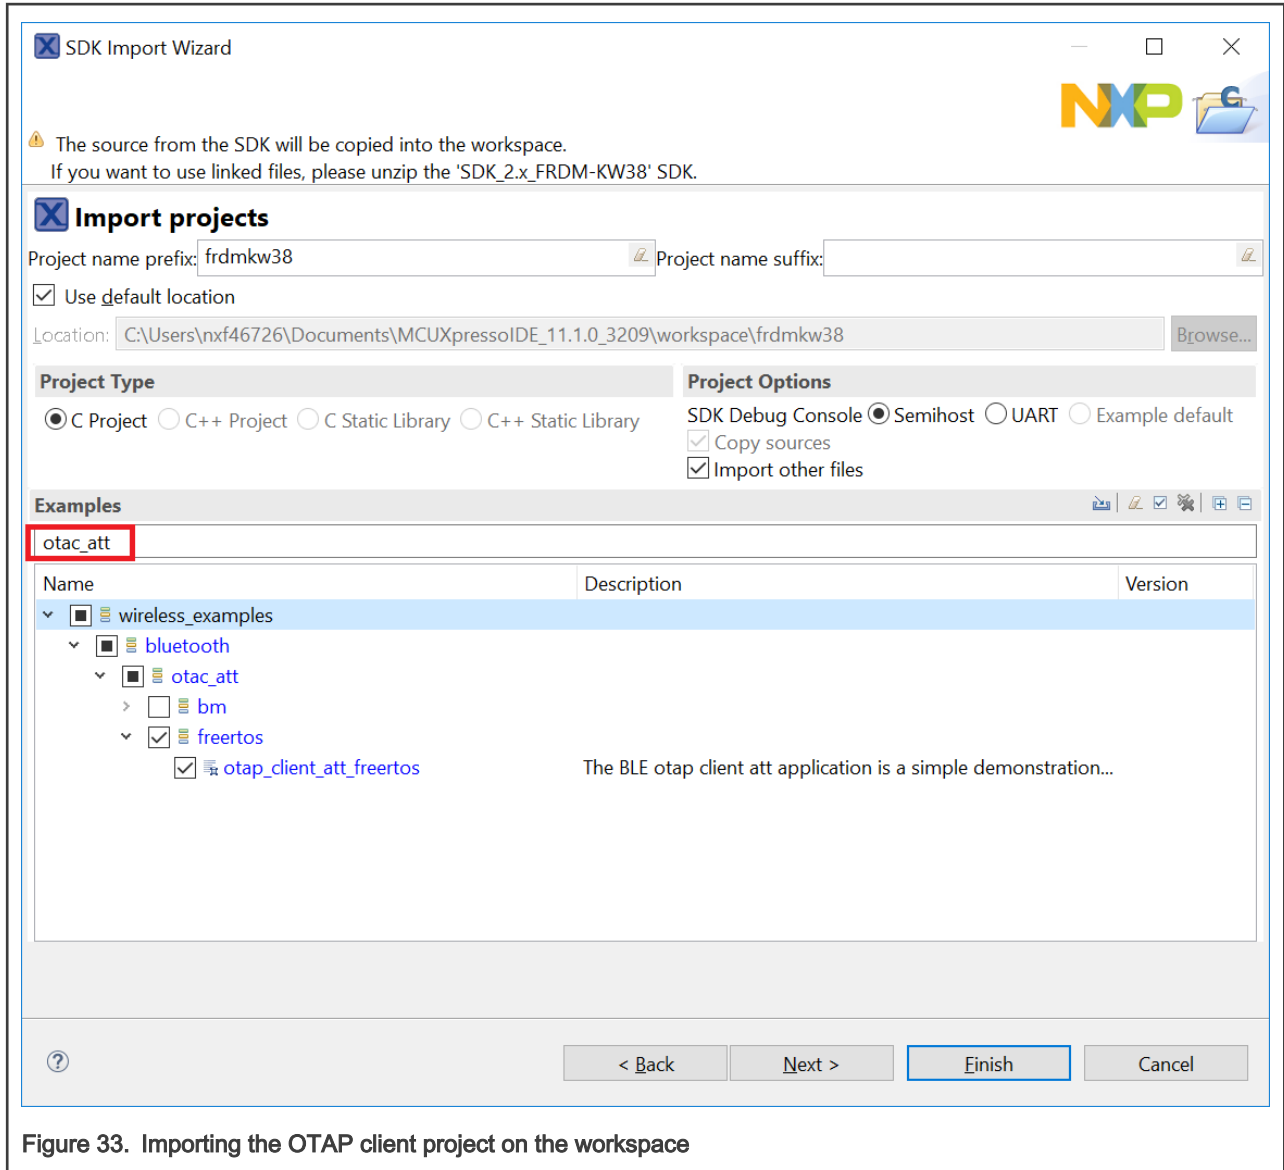 SDK Import Wizard
NXP
The source from the SDK will be copied into the workspace.
If you want to use linked files, please unzip the 'SDK_2.x_FRDM-KW38' SDK.
Import projects
Project name prefix: frdmkw38 Project name suffix:
Use default location
Location: C:\Users\nxf46726\Documents\MCUXpressoIDE_11.1.0_3209\workspace\frdmkw38 Browse...
Project Type
C Project C++ Project C Static Library C++ Static Library
Project Options
SDK Debug Console Semihost UART Example default
Copy sources
Import other files
Examples
otac_att
Name Description Version
wireless_examples
bluetooth
otac_att
bm
freertos
otap_client_att_freertos The BLE otap client att application is a simple demonstration...
< Back Next > Finish Cancel
Figure 33. Importing the OTAP client project on the workspace